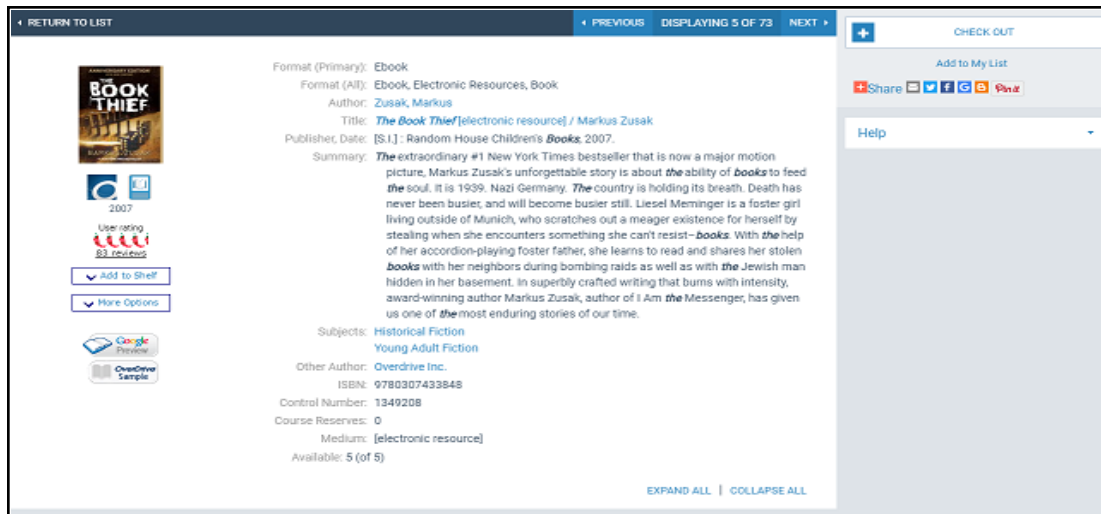 RETURN TO LIST
PREVIOUS DISPLAYING 5 OF 73 NEXT
ANNIVERSARY EDITION
THE
BOOK
THIEF
2007
User rating
83 reviews
Add to Shelf
More Options
Google
Preview
OverDrive
Sample
Format (Primary): Ebook
Format (All): Ebook, Electronic Resources, Book
Author: Zusak, Markus
Title: The Book Thief [electronic resource] / Markus Zusak
Publisher, Date: [S.I.] : Random House Children's Books, 2007.
Summary: The extraordinary #1 New York Times bestseller that is now a major motion
picture, Markus Zusak's unforgettable story is about the ability of books to feed
the soul. It is 1939. Nazi Germany. The country is holding its breath. Death has
never been busier, and will become busier still. Liesel Meminger is a foster girl
living outside of Munich, who scratches out a meager existence for herself by
stealing when she encounters something she can't resist–books. With the help
of her accordion-playing foster father, she learns to read and shares her stolen
books with her neighbors during bombing raids as well as with the Jewish man
hidden in her basement. In superbly crafted writing that burns with intensity,
award-winning author Markus Zusak, author of I Am the Messenger, has given
us one of the most enduring stories of our time.
Subjects: Historical Fiction
Young Adult Fiction
Other Author: Overdrive Inc.
ISBN: 9780307433848
Control Number: 1349208
Course Reserves: 0
Medium: [electronic resource]
Available: 5 (of 5)
EXPAND ALL | COLLAPSE ALL
CHECK OUT
Add to My List
Share Pin it
Help